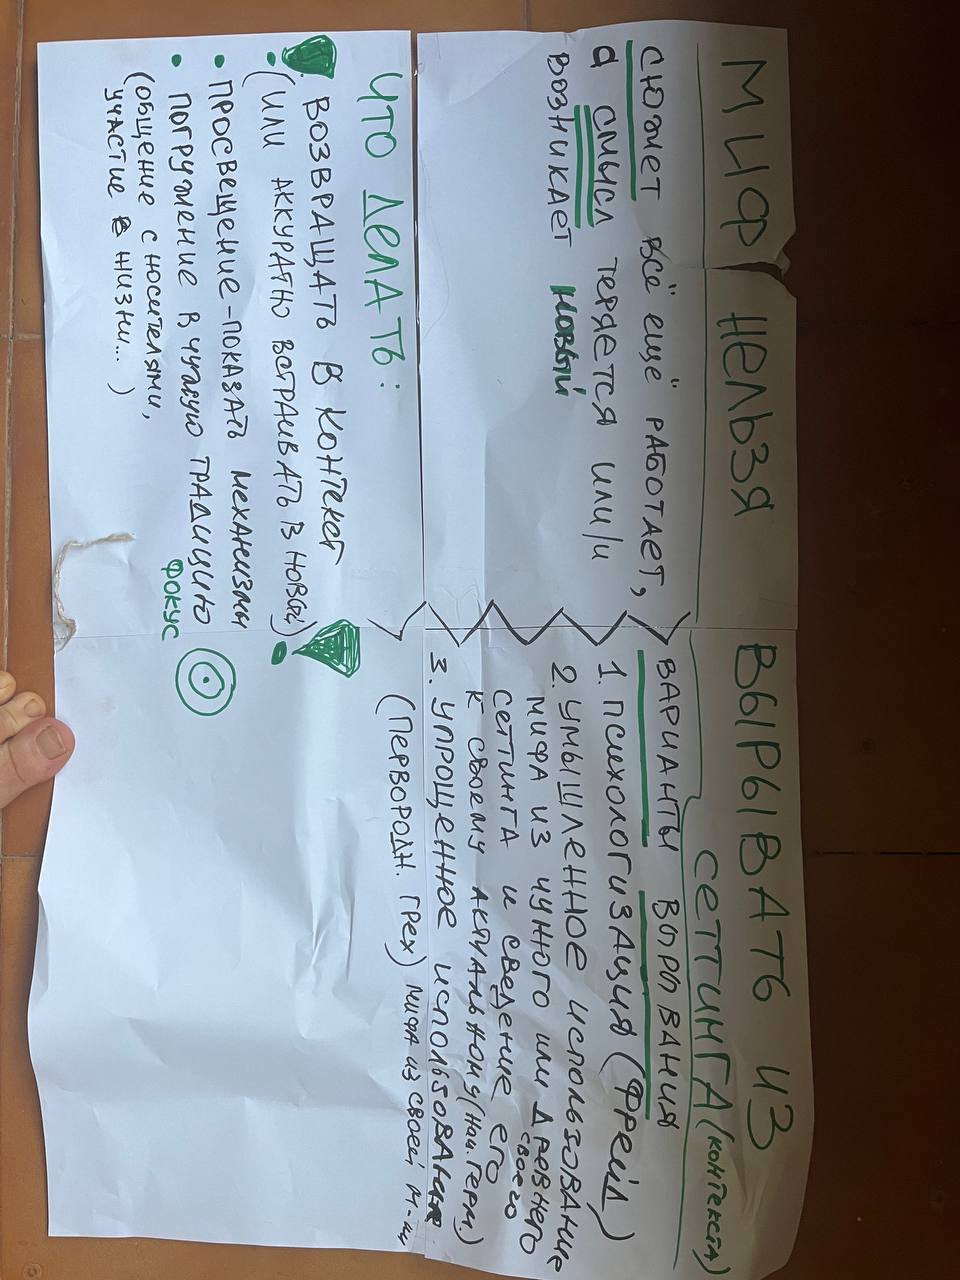 МИФ НЕЛЬЗЯ ВЫРЫВАТЬ ИЗ
СЕТТИНГА (КОНТЕКСТА)
СЮЖЕТ ВСЁ ЕЩЁ РАБОТАЕТ,
а СМЫСЛ ТЕРЯЕТСЯ ИЛИ/И
ВОЗНИКАЕТ НОВЫЙ
ВАРИАНТЫ ВЫРЫВАНИЯ
1. ПСИХОЛОГИЗАЦИЯ (ФРЕЙД)
2. УМЫШЛЕННОЕ ИСПОЛЬЗОВАНИЕ
МИФА ИЗ ЧУЖОГО ИЛИ ДРЕВНЕГО СВОЕГО
СЕТТИНГА И СВЕДЕНИЕ ЕГО
К СВОЕМУ АКТУАЛЬНОМУ (НАЦ. ГЕРМ.)
3. УПРОЩЕННОЕ ИСПОЛЬЗОВАНИЕ
(ПЕРВОРОДН. ГРЕХ) МИФА ИЗ СВОЕЙ М-ИИ
ЧТО ДЕЛАТЬ:
ВОЗВРАЩАТЬ В КОНТЕКСТ
(ИЛИ АККУРАТНО ВСТРАИВАТЬ В НОВЫЙ)
• ПРОСВЕЩЕНИЕ - ПОКАЗАТЬ МЕХАНИЗМЫ
• ПОГРУЖЕНИЕ В ЧУЖУЮ ТРАДИЦИЮ
(ОБЩЕНИЕ С НОСИТЕЛЯМИ,
УЧАСТИЕ В ЖИЗНИ... )
ФОКУС